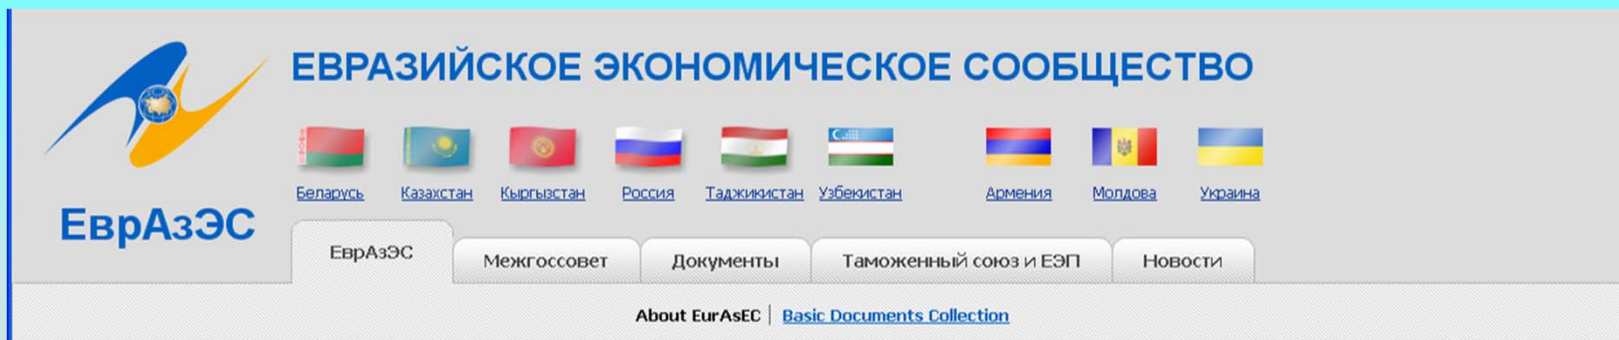 ЕВРАЗИЙСКОЕ ЭКОНОМИЧЕСКОЕ СООБЩЕСТВО
Беларусь Казахстан Кыргызстан Россия Таджикистан Узбекистан Армения Молдова Украина
ЕврАзЭС
ЕврАзЭС Межгоссовет Документы Таможенный союз и ЕЭП Новости
About EurAsEC | Basic Documents Collection